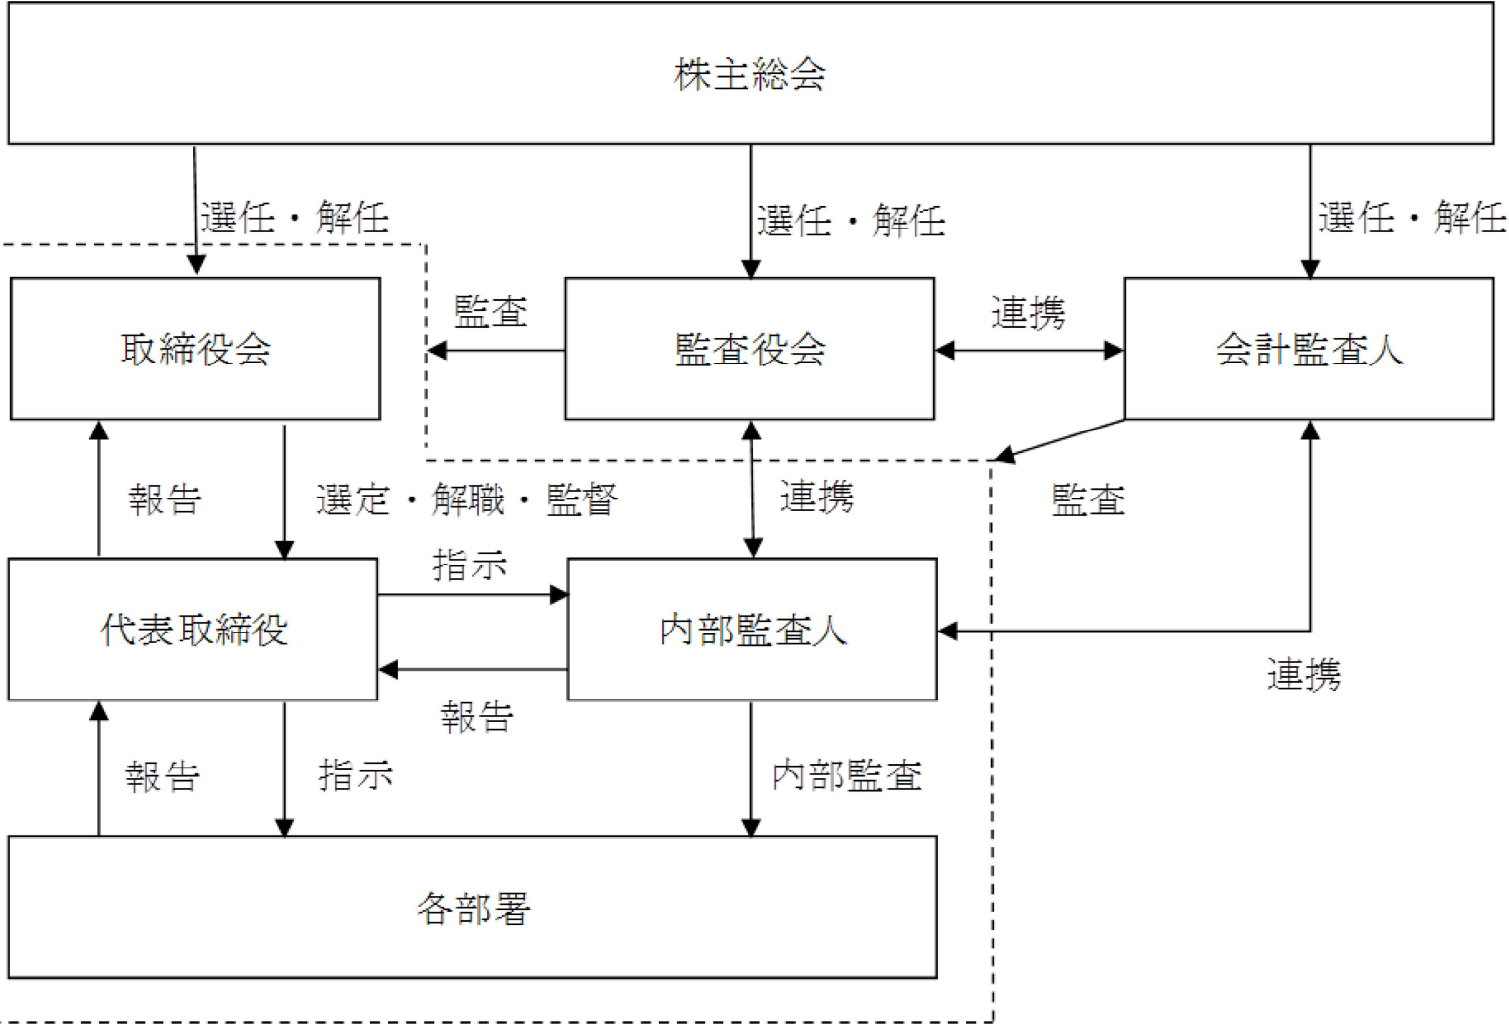 株主総会
選任・解任
選任・解任
選任・解任
取締役会
監査
監査役会
連携
会計監査人
報告
選定・解職・監督
連携
監査
指示
代表取締役
内部監査人
連携
報告
報告
指示
内部監査
各部署